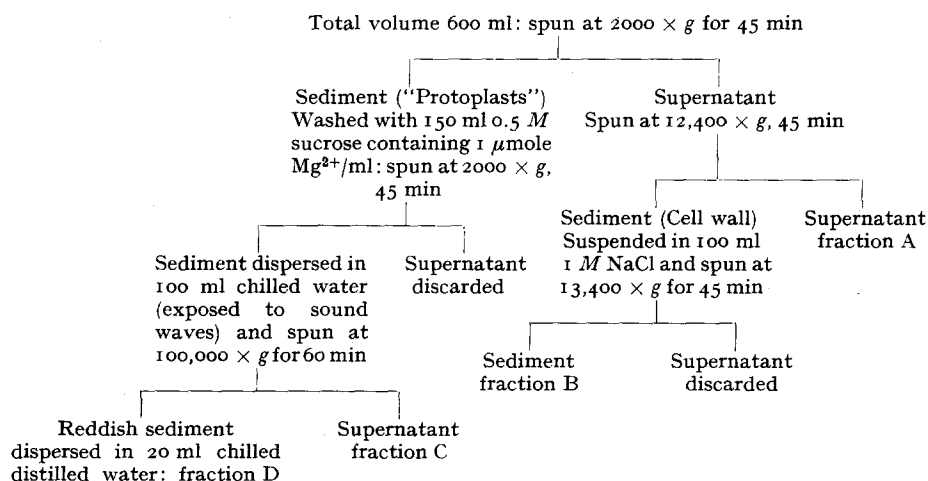 Total volume 600 ml: spun at 2000 × g for 45 min
Sediment (“Protoplasts”)
Washed with 150 ml 0.5 M
sucrose containing 1 μmole
Mg²⁺/ml: spun at 2000 × g,
45 min
Supernatant
Spun at 12,400 × g, 45 min
Sediment (Cell wall)
Suspended in 100 ml
1 M NaCl and spun at
13,400 × g for 45 min
Supernatant
fraction A
Sediment dispersed in
100 ml chilled water
(exposed to sound
waves) and spun at
100,000 × g for 60 min
Supernatant
discarded
Sediment
fraction B
Supernatant
discarded
Reddish sediment
dispersed in 20 ml chilled
distilled water: fraction D
Supernatant
fraction C